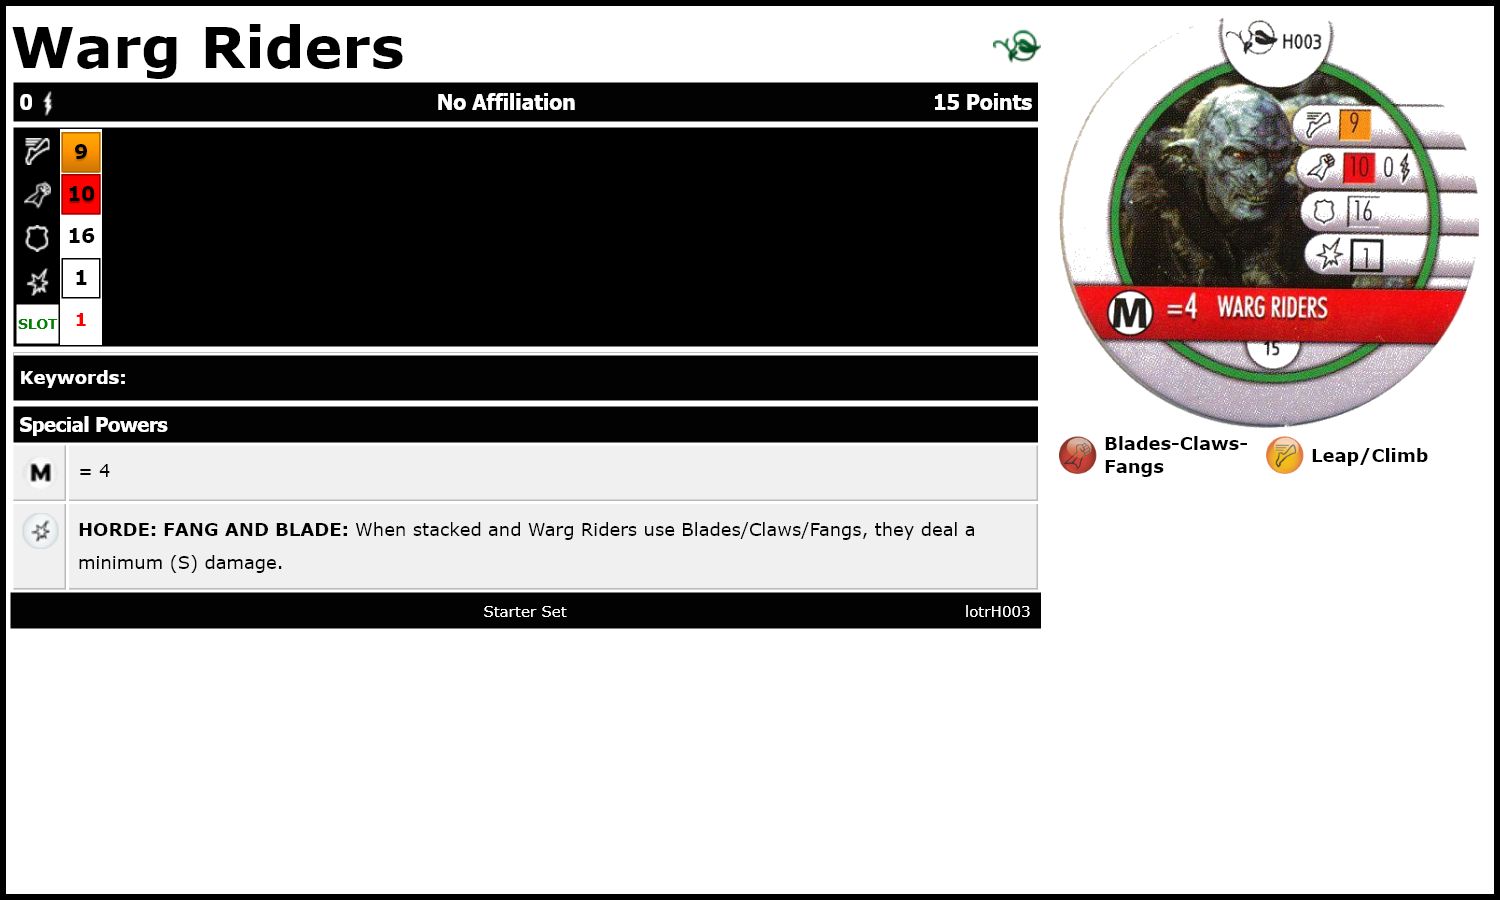 Warg Riders
0 No Affiliation 15 Points
9
10
16
1
SLOT 1
Keywords:
Special Powers
M = 4
HORDE: FANG AND BLADE: When stacked and Warg Riders use Blades/Claws/Fangs, they deal a
minimum (S) damage.
Starter Set lotrH003
H003
9
10 0
16
1
M =4 WARG RIDERS
15
Blades-Claws-
Fangs
Leap/Climb